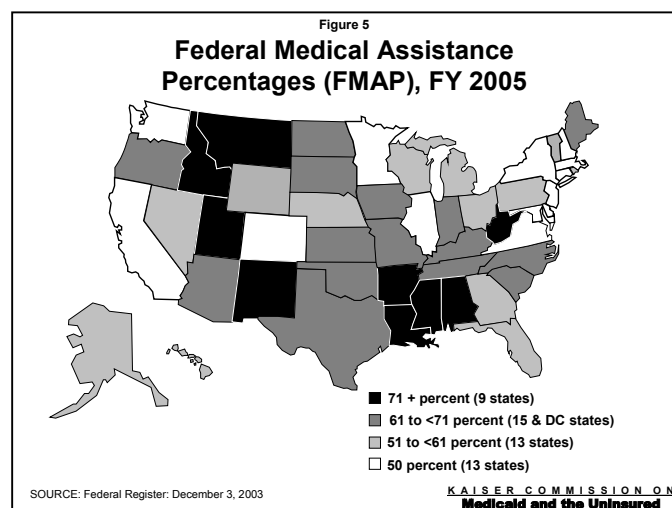 Figure 5
Federal Medical Assistance
Percentages (FMAP), FY 2005
71 + percent (9 states)
61 to <71 percent (15 & DC states)
51 to <61 percent (13 states)
50 percent (13 states)
SOURCE: Federal Register: December 3, 2003
KAISER COMMISSION ON
Medicaid and the Uninsured